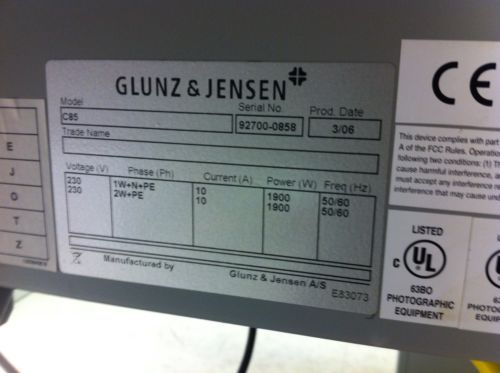 GLUNZ & JENSEN
Model Serial No. Prod. Date
C85 92700-0858 3/06
Trade Name
Voltage (V) Phase (Ph) Current (A) Power (W) Freq (Hz)
230 1W+N+PE 10 1900 50/60
230 2W+PE 10 1900 50/60
Manufactured by Glunz & Jensen A/S
E83073
E
J
O
T
Z
CE
This device complies with part
A of the FCC Rules. Operation
following two conditions: (1) This
cause harmful interference,
must accept any interference
interference that may cause
LISTED
C UL
63BO
PHOTOGRAPHIC
EQUIPMENT